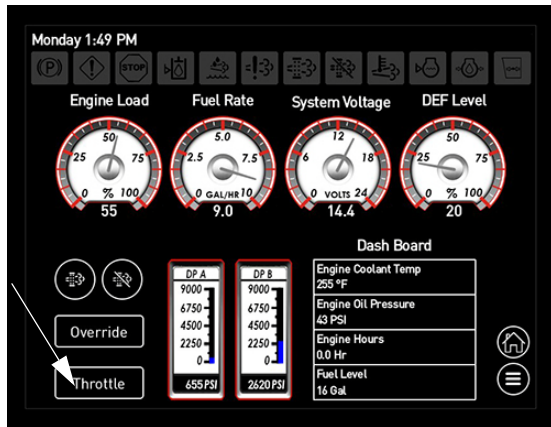 Monday 1:49 PM
(P) STOP
Engine Load Fuel Rate System Voltage DEF Level
50 5.0 12 50
25 75 2.5 7.5 6 18 25 75
0 % 100 0 GAL/HR 10 0 VOLTS 24 0 % 100
55 9.0 14.4 20
Dash Board
DP A DP B
9000 9000
6750 6750
4500 4500
2250 2250
0 0
655 PSI 2620 PSI
Engine Coolant Temp
255 °F
Engine Oil Pressure
43 PSI
Engine Hours
0.0 Hr
Fuel Level
16 Gal
Override
Throttle